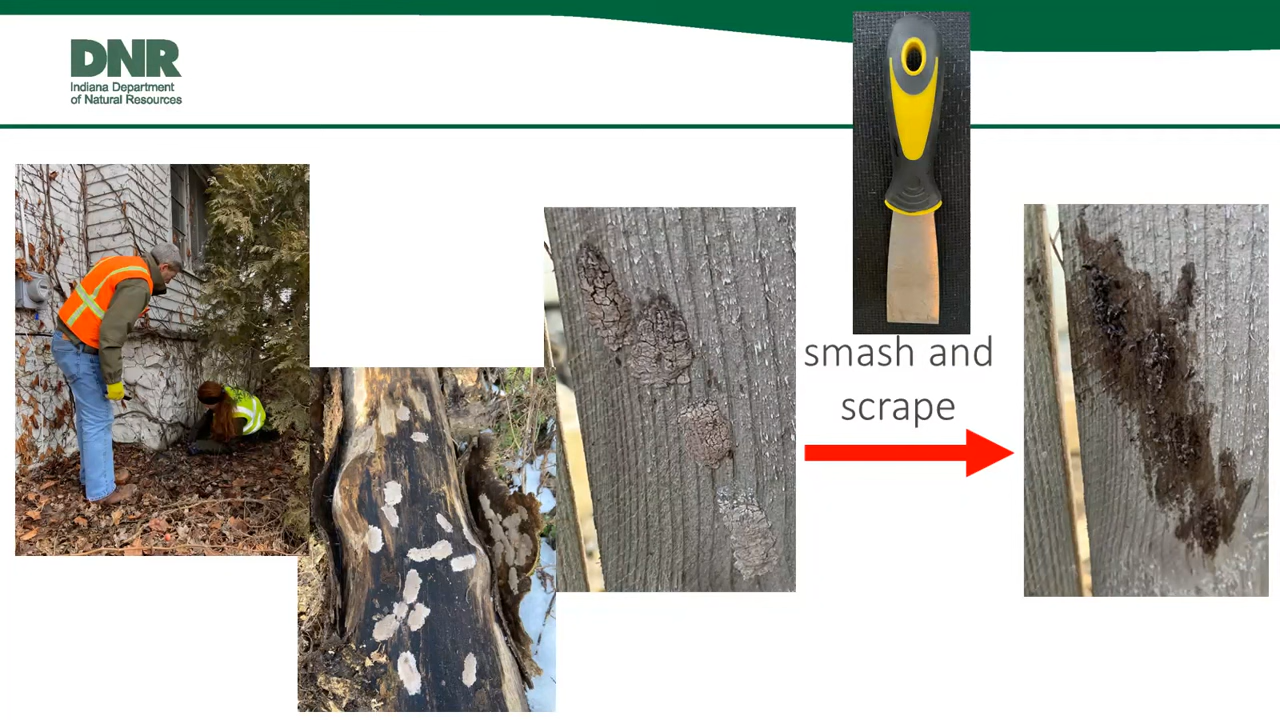 DNR
Indiana Department
of Natural Resources
smash and
scrape